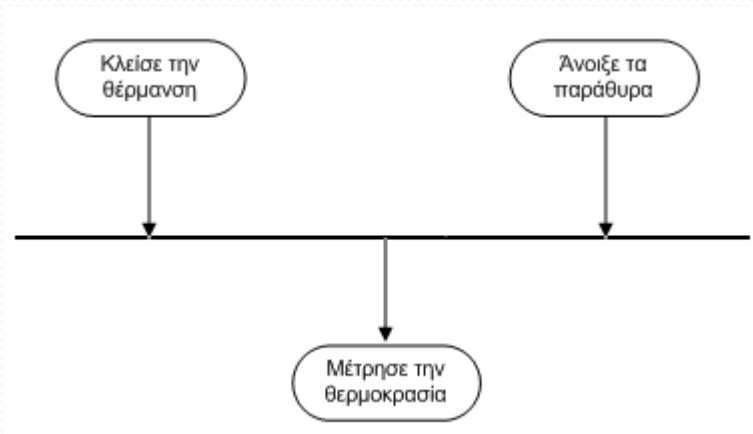 Κλείσε την
θέρμανση
Άνοιξε τα
παράθυρα
Μέτρησε την
θερμοκρασία